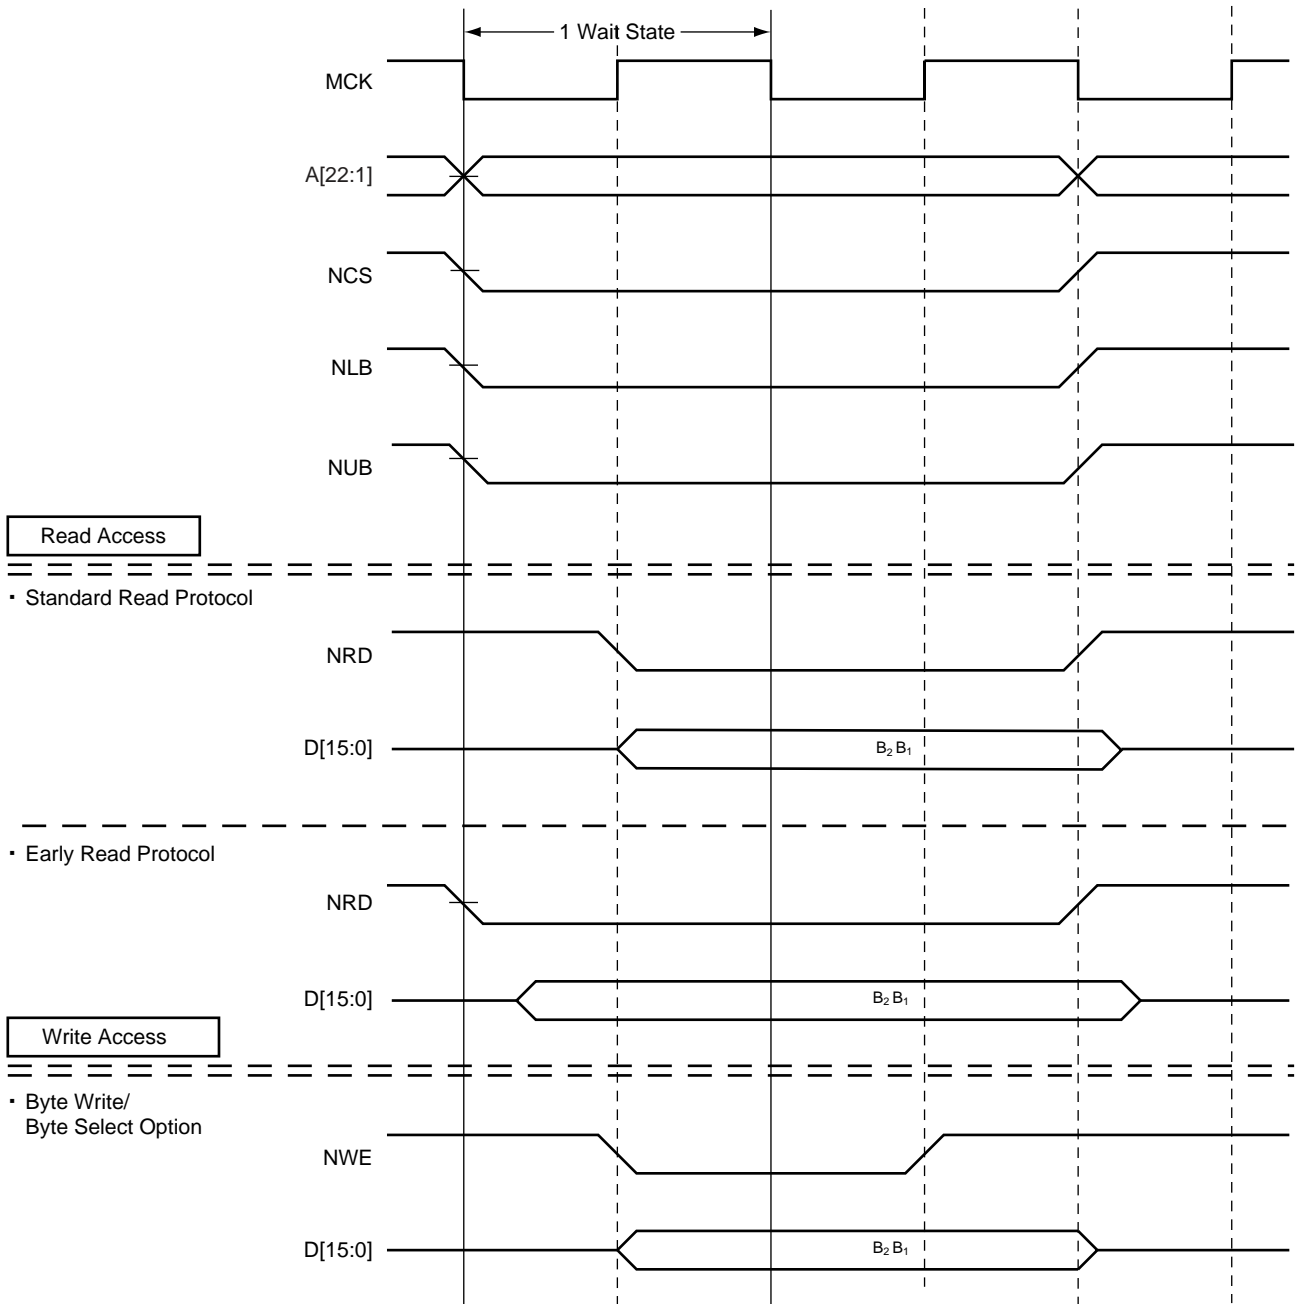 1 Wait State
MCK
A[22:1]
NCS
NLB
NUB
Read Access
· Standard Read Protocol
NRD
D[15:0]
B₂ B₁
· Early Read Protocol
NRD
D[15:0]
B₂ B₁
Write Access
· Byte Write/
Byte Select Option
NWE
D[15:0]
B₂ B₁